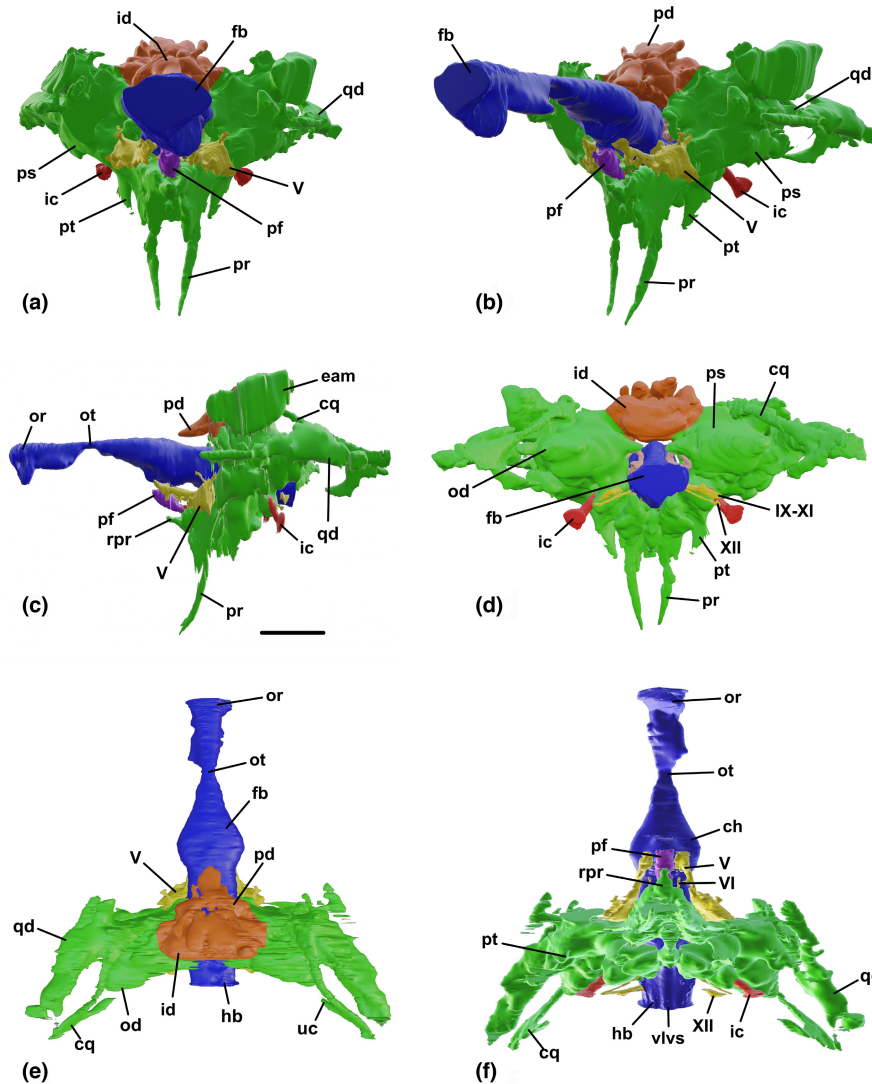 id
fb
qd
ps
ic
V
pt
pf
pr
(a)
pd
fb
qd
ps
pf
V
ic
pt
pr
(b)
eam
pd
cq
or
ot
pf
rpr
V
ic
qd
pr
(c)
id
ps
cq
od
fb
IX-XI
ic
XII
pt
pr
(d)
or
ot
fb
V
pd
qd
id
hb
od
uc
cq
(e)
or
ot
ch
pf
V
rpr
VI
pt
q
XII
ic
hb
vlvs
cq
(f)